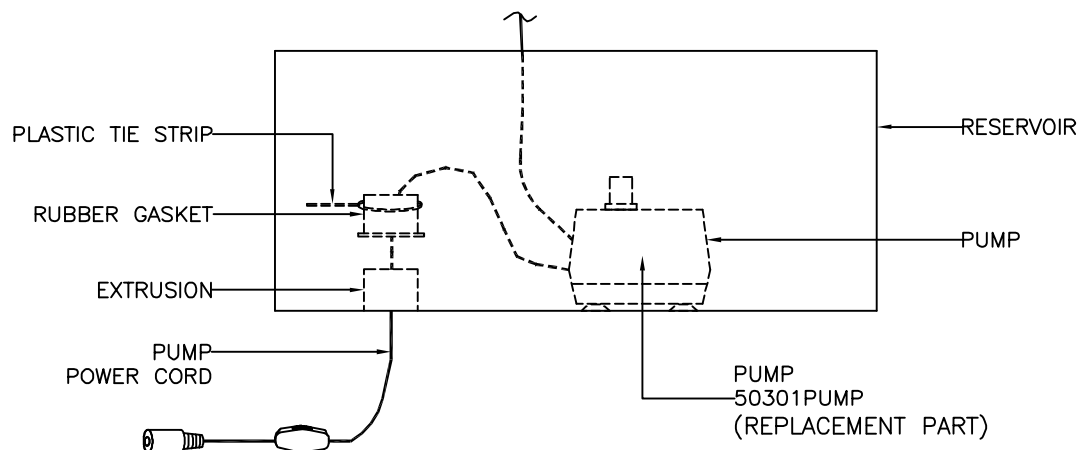 PLASTIC TIE STRIP
RESERVOIR
RUBBER GASKET
PUMP
EXTRUSION
PUMP
POWER CORD
PUMP
50301PUMP
(REPLACEMENT PART)